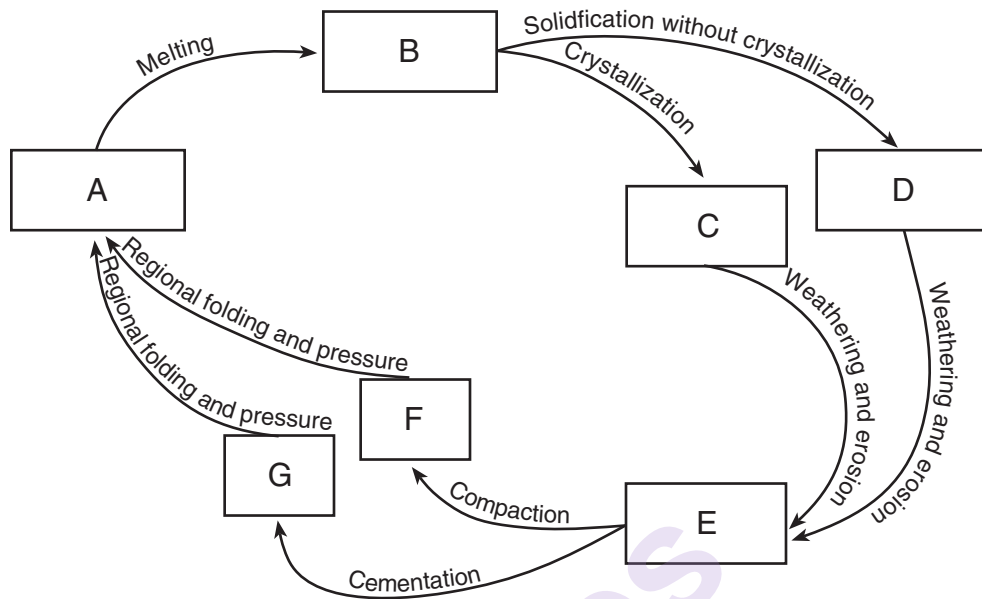 Solidfication without crystallization
B
Melting
Crystallization
A
D
C
Regional folding and pressure
Regional folding and pressure
Weathering and erosion
Weathering and erosion
F
G
Compaction
E
Cementation